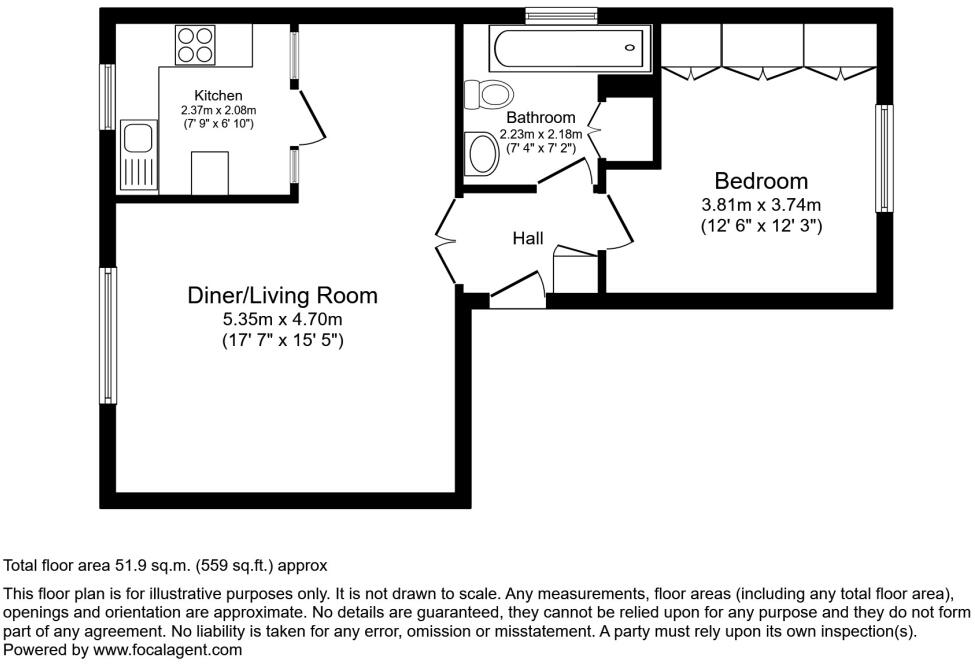 Kitchen
2.37m x 2.08m
(7' 9" x 6' 10")
Bathroom
2.23m x 2.18m
(7' 4" x 7' 2")
Bedroom
3.81m x 3.74m
(12' 6" x 12' 3")
Hall
Diner/Living Room
5.35m x 4.70m
(17' 7" x 15' 5")
Total floor area 51.9 sq.m. (559 sq.ft.) approx
This floor plan is for illustrative purposes only. It is not drawn to scale. Any measurements, floor areas (including any total floor area),
openings and orientation are approximate. No details are guaranteed, they cannot be relied upon for any purpose and they do not form
part of any agreement. No liability is taken for any error, omission or misstatement. A party must rely upon its own inspection(s).
Powered by www.focalagent.com